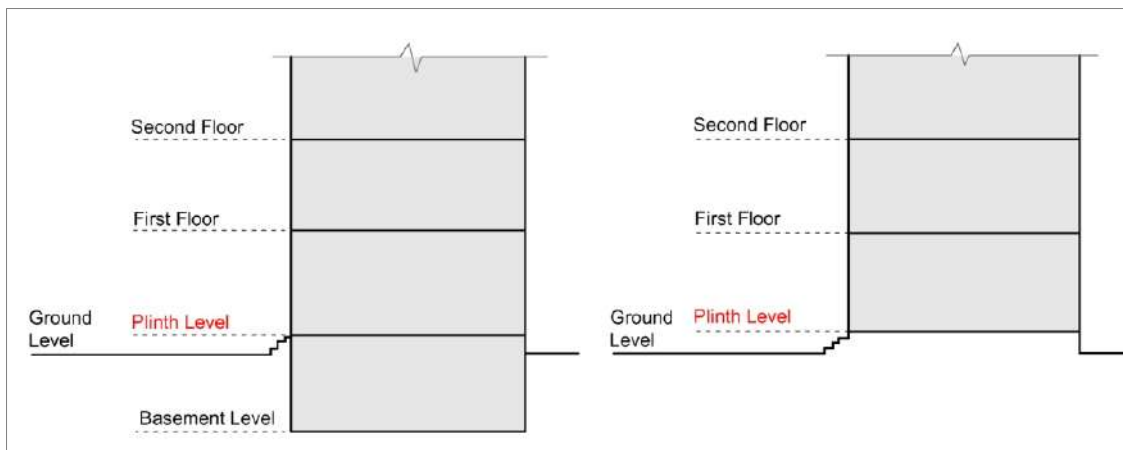 Second Floor
First Floor
Ground
Level
Plinth Level
Basement Level
Second Floor
First Floor
Ground
Level
Plinth Level